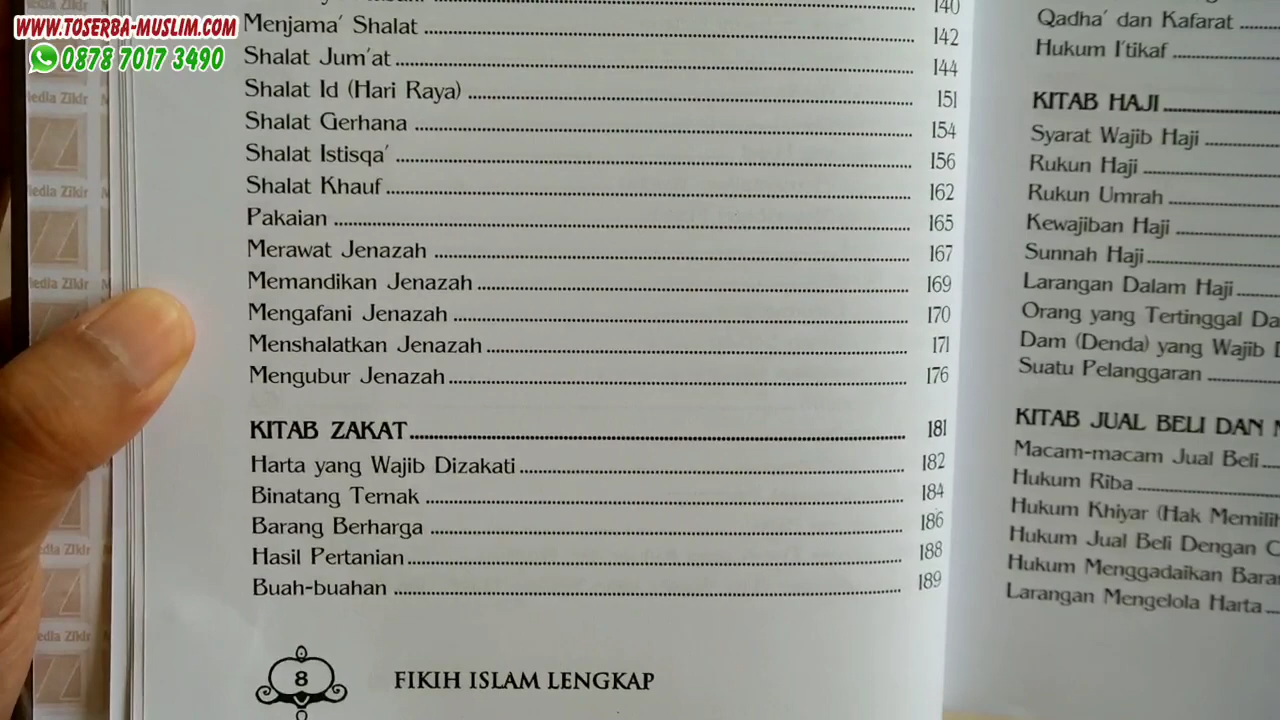 WWW.TOSERBA-MUSLIM.COM
0878 7017 3490
140
Menjama' Shalat 142
Shalat Jum'at 144
Shalat Id (Hari Raya) 151
Shalat Gerhana 154
Shalat Istisqa' 156
Shalat Khauf 162
Pakaian 165
Merawat Jenazah 167
Memandikan Jenazah 169
Mengafani Jenazah 170
Menshalatkan Jenazah 171
Mengubur Jenazah 176
KITAB ZAKAT 181
Harta yang Wajib Dizakati 182
Binatang Ternak 184
Barang Berharga 186
Hasil Pertanian 188
Buah-buahan 189
8 FIKIH ISLAM LENGKAP
Qadha' dan Kafarat
Hukum I'tikaf
KITAB HAJI
Syarat Wajib Haji
Rukun Haji
Rukun Umrah
Kewajiban Haji
Sunnah Haji
Larangan Dalam Haji
Orang yang Tertinggal
Dam (Denda) yang Wajib
Suatu Pelanggaran
KITAB JUAL BELI DAN
Macam-macam Jual Beli
Hukum Riba
Hukum Khiyar (Hak
Hukum Jual Beli Dengan
Hukum Menggadaikan
Larangan Mengelola Harta
Media Zikir